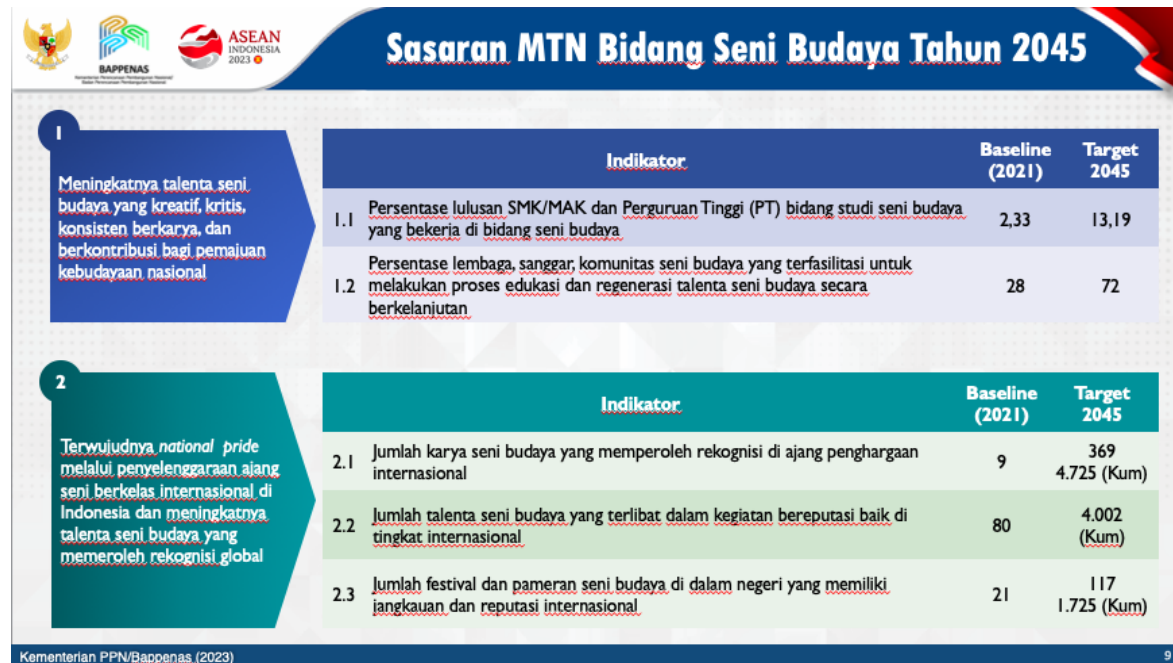 BAPPENAS
Kementerian Perencanaan Pembangunan Nasional/
Badan Perencanaan Pembangunan Nasional
ASEAN
INDONESIA
2023
Sasaran MTN Bidang Seni Budaya Tahun 2045
1
Meningkatnya talenta seni
budaya yang kreatif, kritis,
konsisten berkarya, dan
berkontribusi bagi pemajuan
kebudayaan nasional
Indikator Baseline (2021) Target 2045
1.1 Persentase lulusan SMK/MAK dan Perguruan Tinggi (PT) bidang studi seni budaya
yang bekerja di bidang seni budaya 2,33 13,19
1.2 Persentase lembaga, sanggar, komunitas seni budaya yang terfasilitasi untuk
melakukan proses edukasi dan regenerasi talenta seni budaya secara
berkelanjutan 28 72
2
Terwujudnya national pride
melalui penyelenggaraan ajang
seni berkelas internasional di
Indonesia dan meningkatnya
talenta seni budaya yang
memeroleh rekognisi global
Indikator Baseline (2021) Target 2045
2.1 Jumlah karya seni budaya yang memperoleh rekognisi di ajang penghargaan
internasional 9 369
4.725 (Kum)
2.2 Jumlah talenta seni budaya yang terlibat dalam kegiatan bereputasi baik di
tingkat internasional 80 4.002
(Kum)
2.3 Jumlah festival dan pameran seni budaya di dalam negeri yang memiliki
jangkauan dan reputasi internasional 21 117
1.725 (Kum)
Kementerian PPN/Bappenas (2023) 9